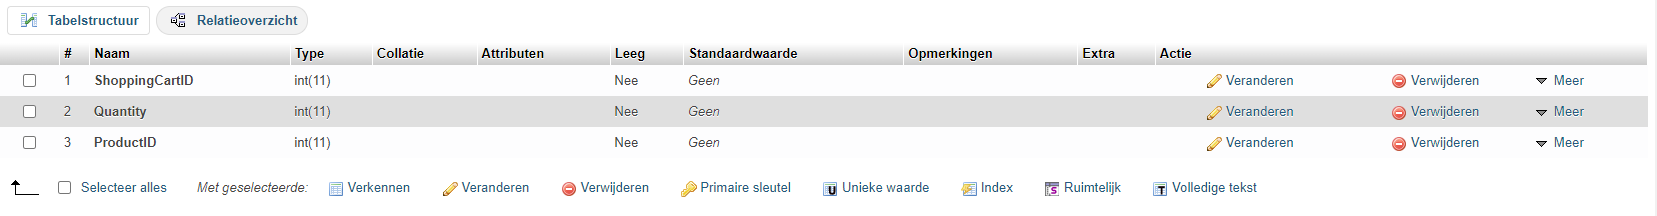 Tabelstructuur Relatieoverzicht
# Naam Type Collatie Attributen Leeg Standaardwaarde Opmerkingen Extra Actie
1 ShoppingCartID int(11) Nee Geen Veranderen Verwijderen Meer
2 Quantity int(11) Nee Geen Veranderen Verwijderen Meer
3 ProductID int(11) Nee Geen Veranderen Verwijderen Meer
Selecteer alles Met geselecteerde: Verkennen Veranderen Verwijderen Primaire sleutel Unieke waarde Index Ruimtelijk Volledige tekst